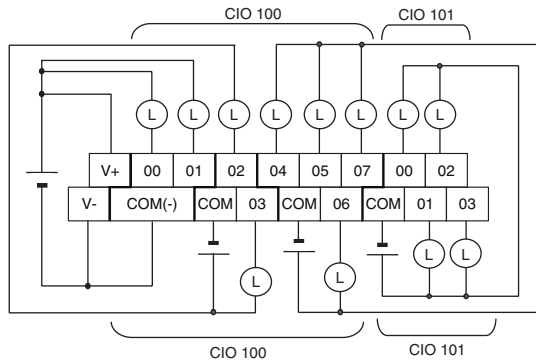 CIO 100 CIO 101
L L L L L L L L
V+ 00 01 02 04 05 07 00 02
V- COM(-) COM 03 COM 06 COM 01 03
L L L L
CIO 100 CIO 101